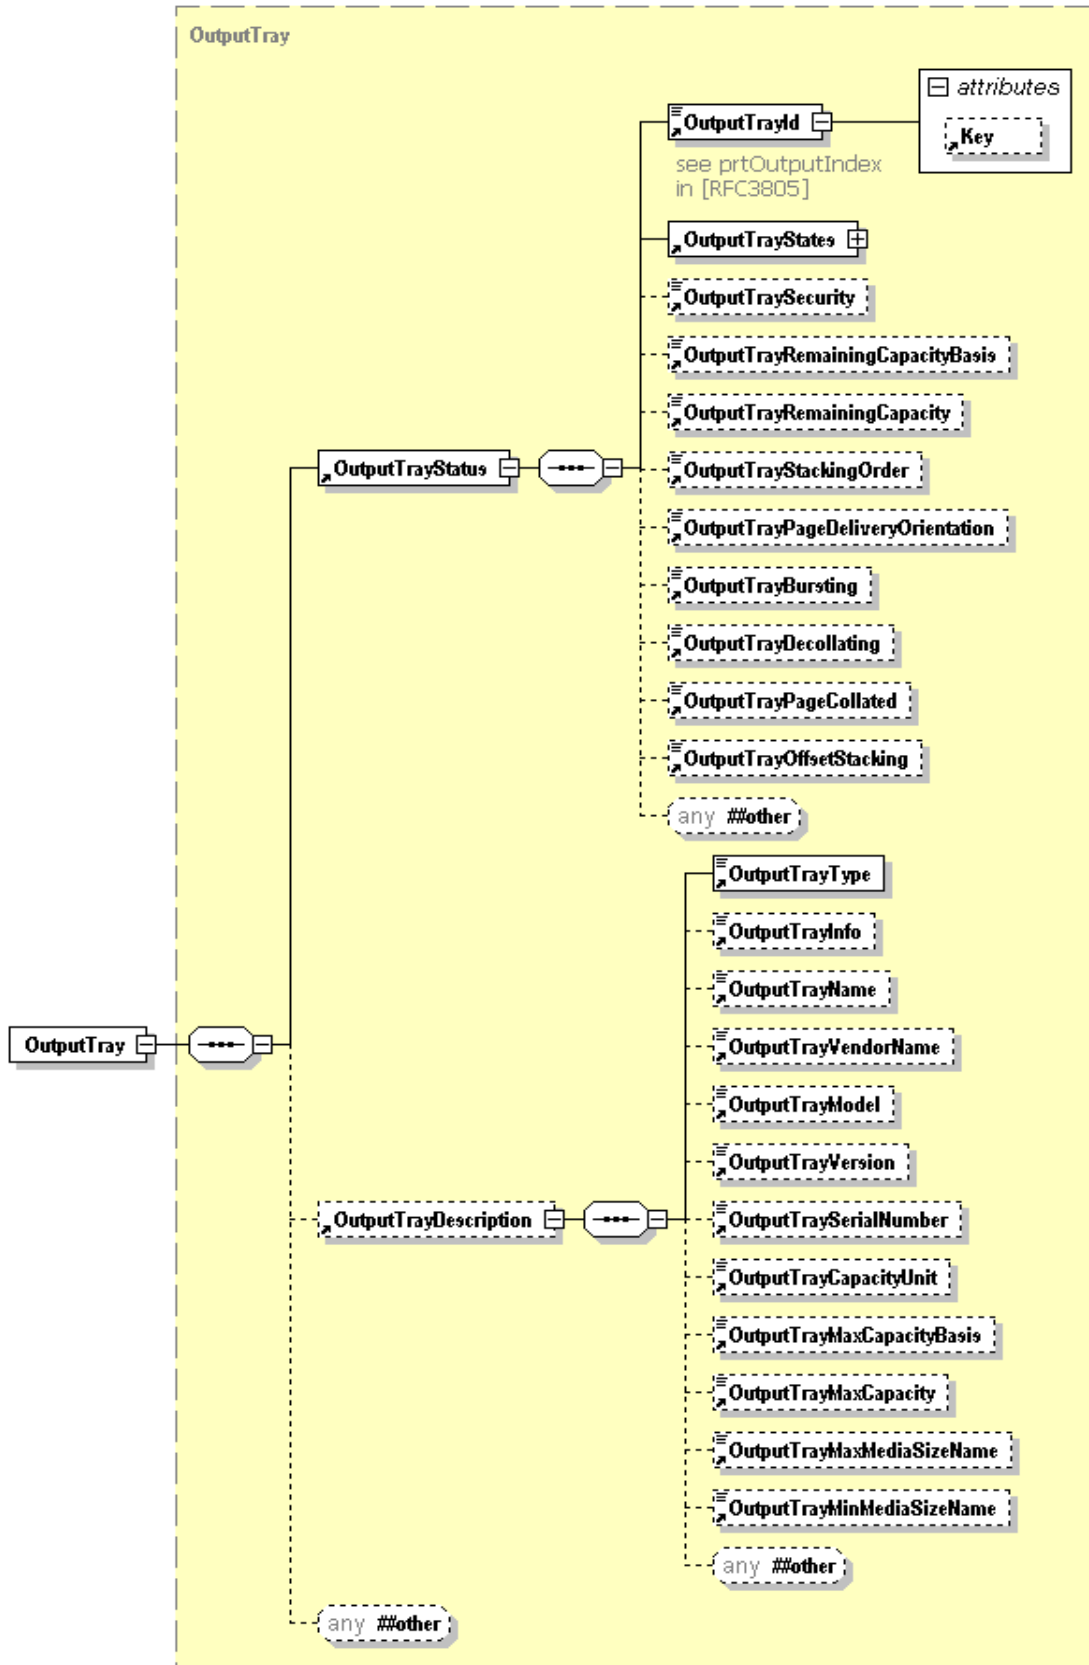 OutputTray
attributes
OutputTrayId
Key
see prtOutputIndex
in [RFC3805]
OutputTrayStates
OutputTraySecurity
OutputTrayRemainingCapacityBasis
OutputTrayRemainingCapacity
OutputTrayStatus
OutputTrayStackingOrder
OutputTrayPageDeliveryOrientation
OutputTrayBursting
OutputTrayDecollating
OutputTrayPageCollated
OutputTrayOffsetStacking
any ##other
OutputTrayType
OutputTrayInfo
OutputTrayName
OutputTray
OutputTrayVendorName
OutputTrayModel
OutputTrayVersion
OutputTrayDescription
OutputTraySerialNumber
OutputTrayCapacityUnit
OutputTrayMaxCapacityBasis
OutputTrayMaxCapacity
OutputTrayMaxMediaSizeName
OutputTrayMinMediaSizeName
any ##other
any ##other